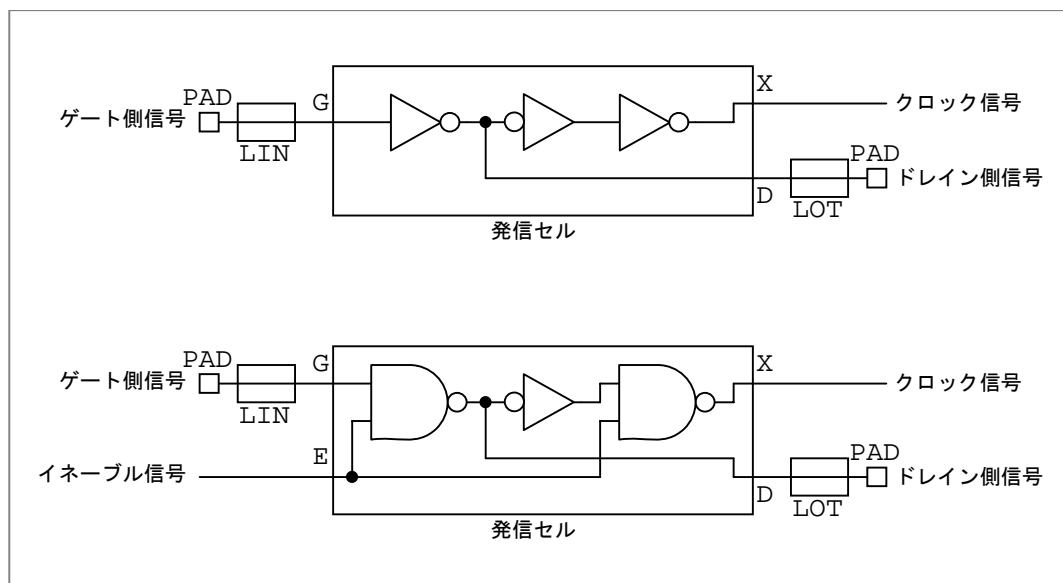 PAD
G
X
ゲート側信号
クロック信号
LIN
PAD
ドレイン側信号
D
LOT
発信セル
PAD
G
X
ゲート側信号
クロック信号
LIN
E
PAD
イネーブル信号
ドレイン側信号
D
LOT
発信セル